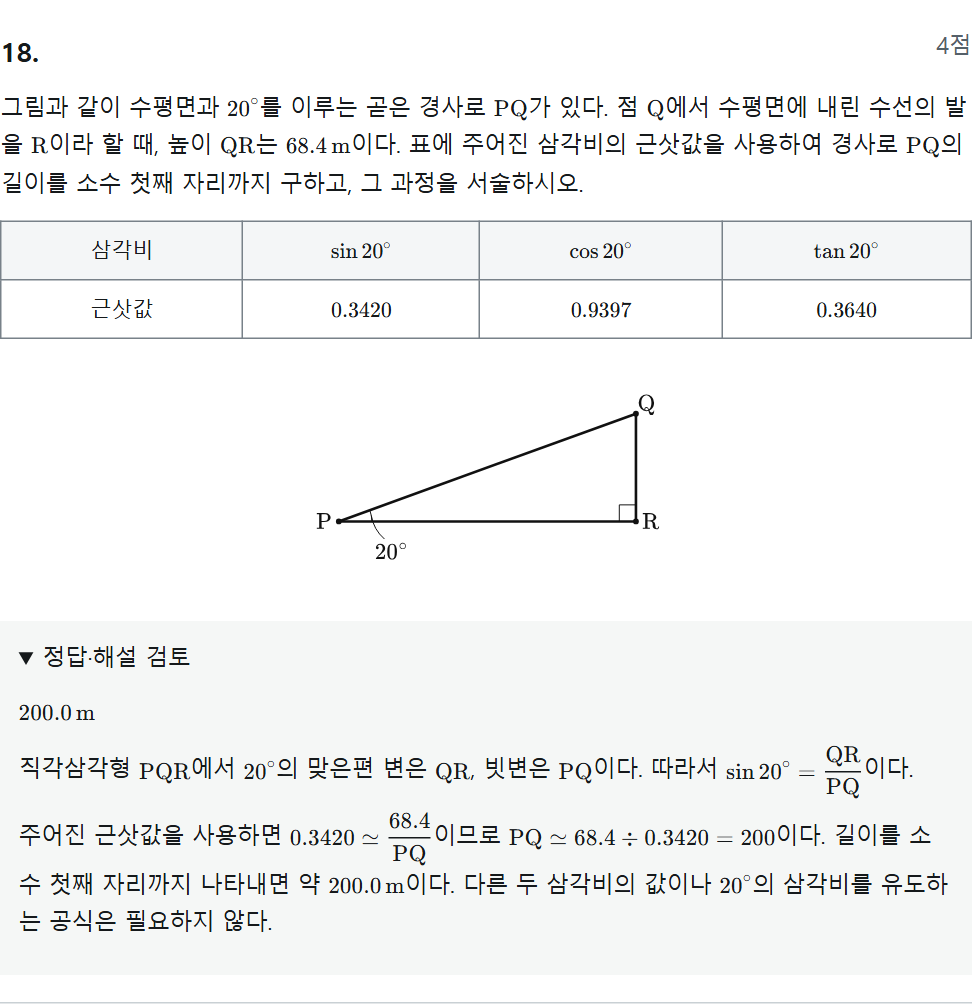 18.
4점
그림과 같이 수평면과 20°를 이루는 곧은 경사로 PQ가 있다. 점 Q에서 수평면에 내린 수선의 발
을 R이라 할 때, 높이 QR는 68.4 m이다. 표에 주어진 삼각비의 근삿값을 사용하여 경사로 PQ의
길이를 소수 첫째 자리까지 구하고, 그 과정을 서술하시오.
삼각비 sin 20° cos 20° tan 20°
근삿값 0.3420 0.9397 0.3640
Q
P R
20°
▼ 정답·해설 검토
200.0 m
직각삼각형 PQR에서 20°의 맞은편 변은 QR, 빗변은 PQ이다. 따라서 sin 20° = QR/PQ이다.
주어진 근삿값을 사용하면 0.3420 ≃ 68.4/PQ이므로 PQ ≃ 68.4 ÷ 0.3420 = 200이다. 길이를 소
수 첫째 자리까지 나타내면 약 200.0 m이다. 다른 두 삼각비의 값이나 20°의 삼각비를 유도하
는 공식은 필요하지 않다.